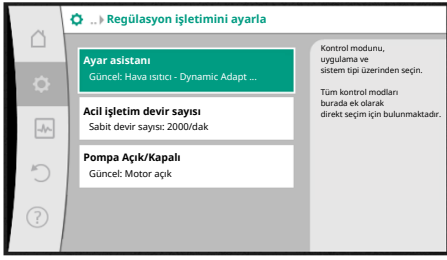 .. Regülasyon işletimini ayarla
Ayar asistanı
Güncel: Hava ısıtıcı - Dynamic Adapt ...
Acil işletim devir sayısı
Sabit devir sayısı: 2000/dak
Pompa Açık/Kapalı
Güncel: Motor açık
Kontrol modunu,
uygulama ve
sistem tipi üzerinden seçin.
Tüm kontrol modları
burada ek olarak
direkt seçim için bulunmaktadır.
?